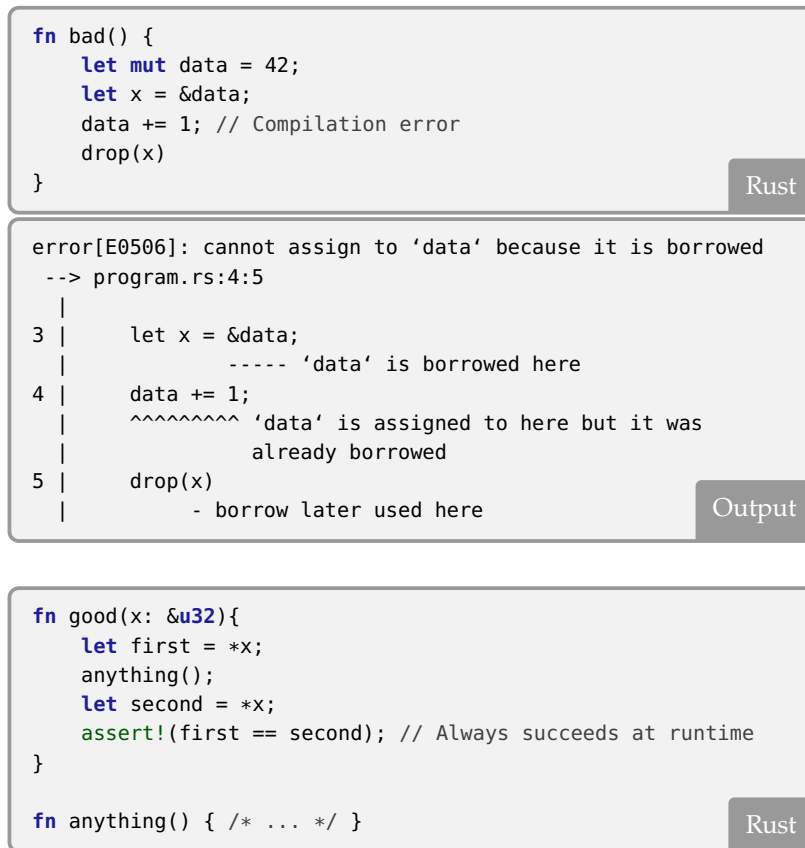 fn bad() {
    let mut data = 42;
    let x = &data;
    data += 1; // Compilation error
    drop(x)
}
Rust
error[E0506]: cannot assign to ‘data‘ because it is borrowed
 --> program.rs:4:5
  |
3 |     let x = &data;
  |             ----- ‘data‘ is borrowed here
4 |     data += 1;
  |     ^^^^^^^^^ ‘data‘ is assigned to here but it was
  |               already borrowed
5 |     drop(x)
  |          - borrow later used here
Output
fn good(x: &u32){
    let first = *x;
    anything();
    let second = *x;
    assert!(first == second); // Always succeeds at runtime
}
fn anything() { /* ... */ }
Rust